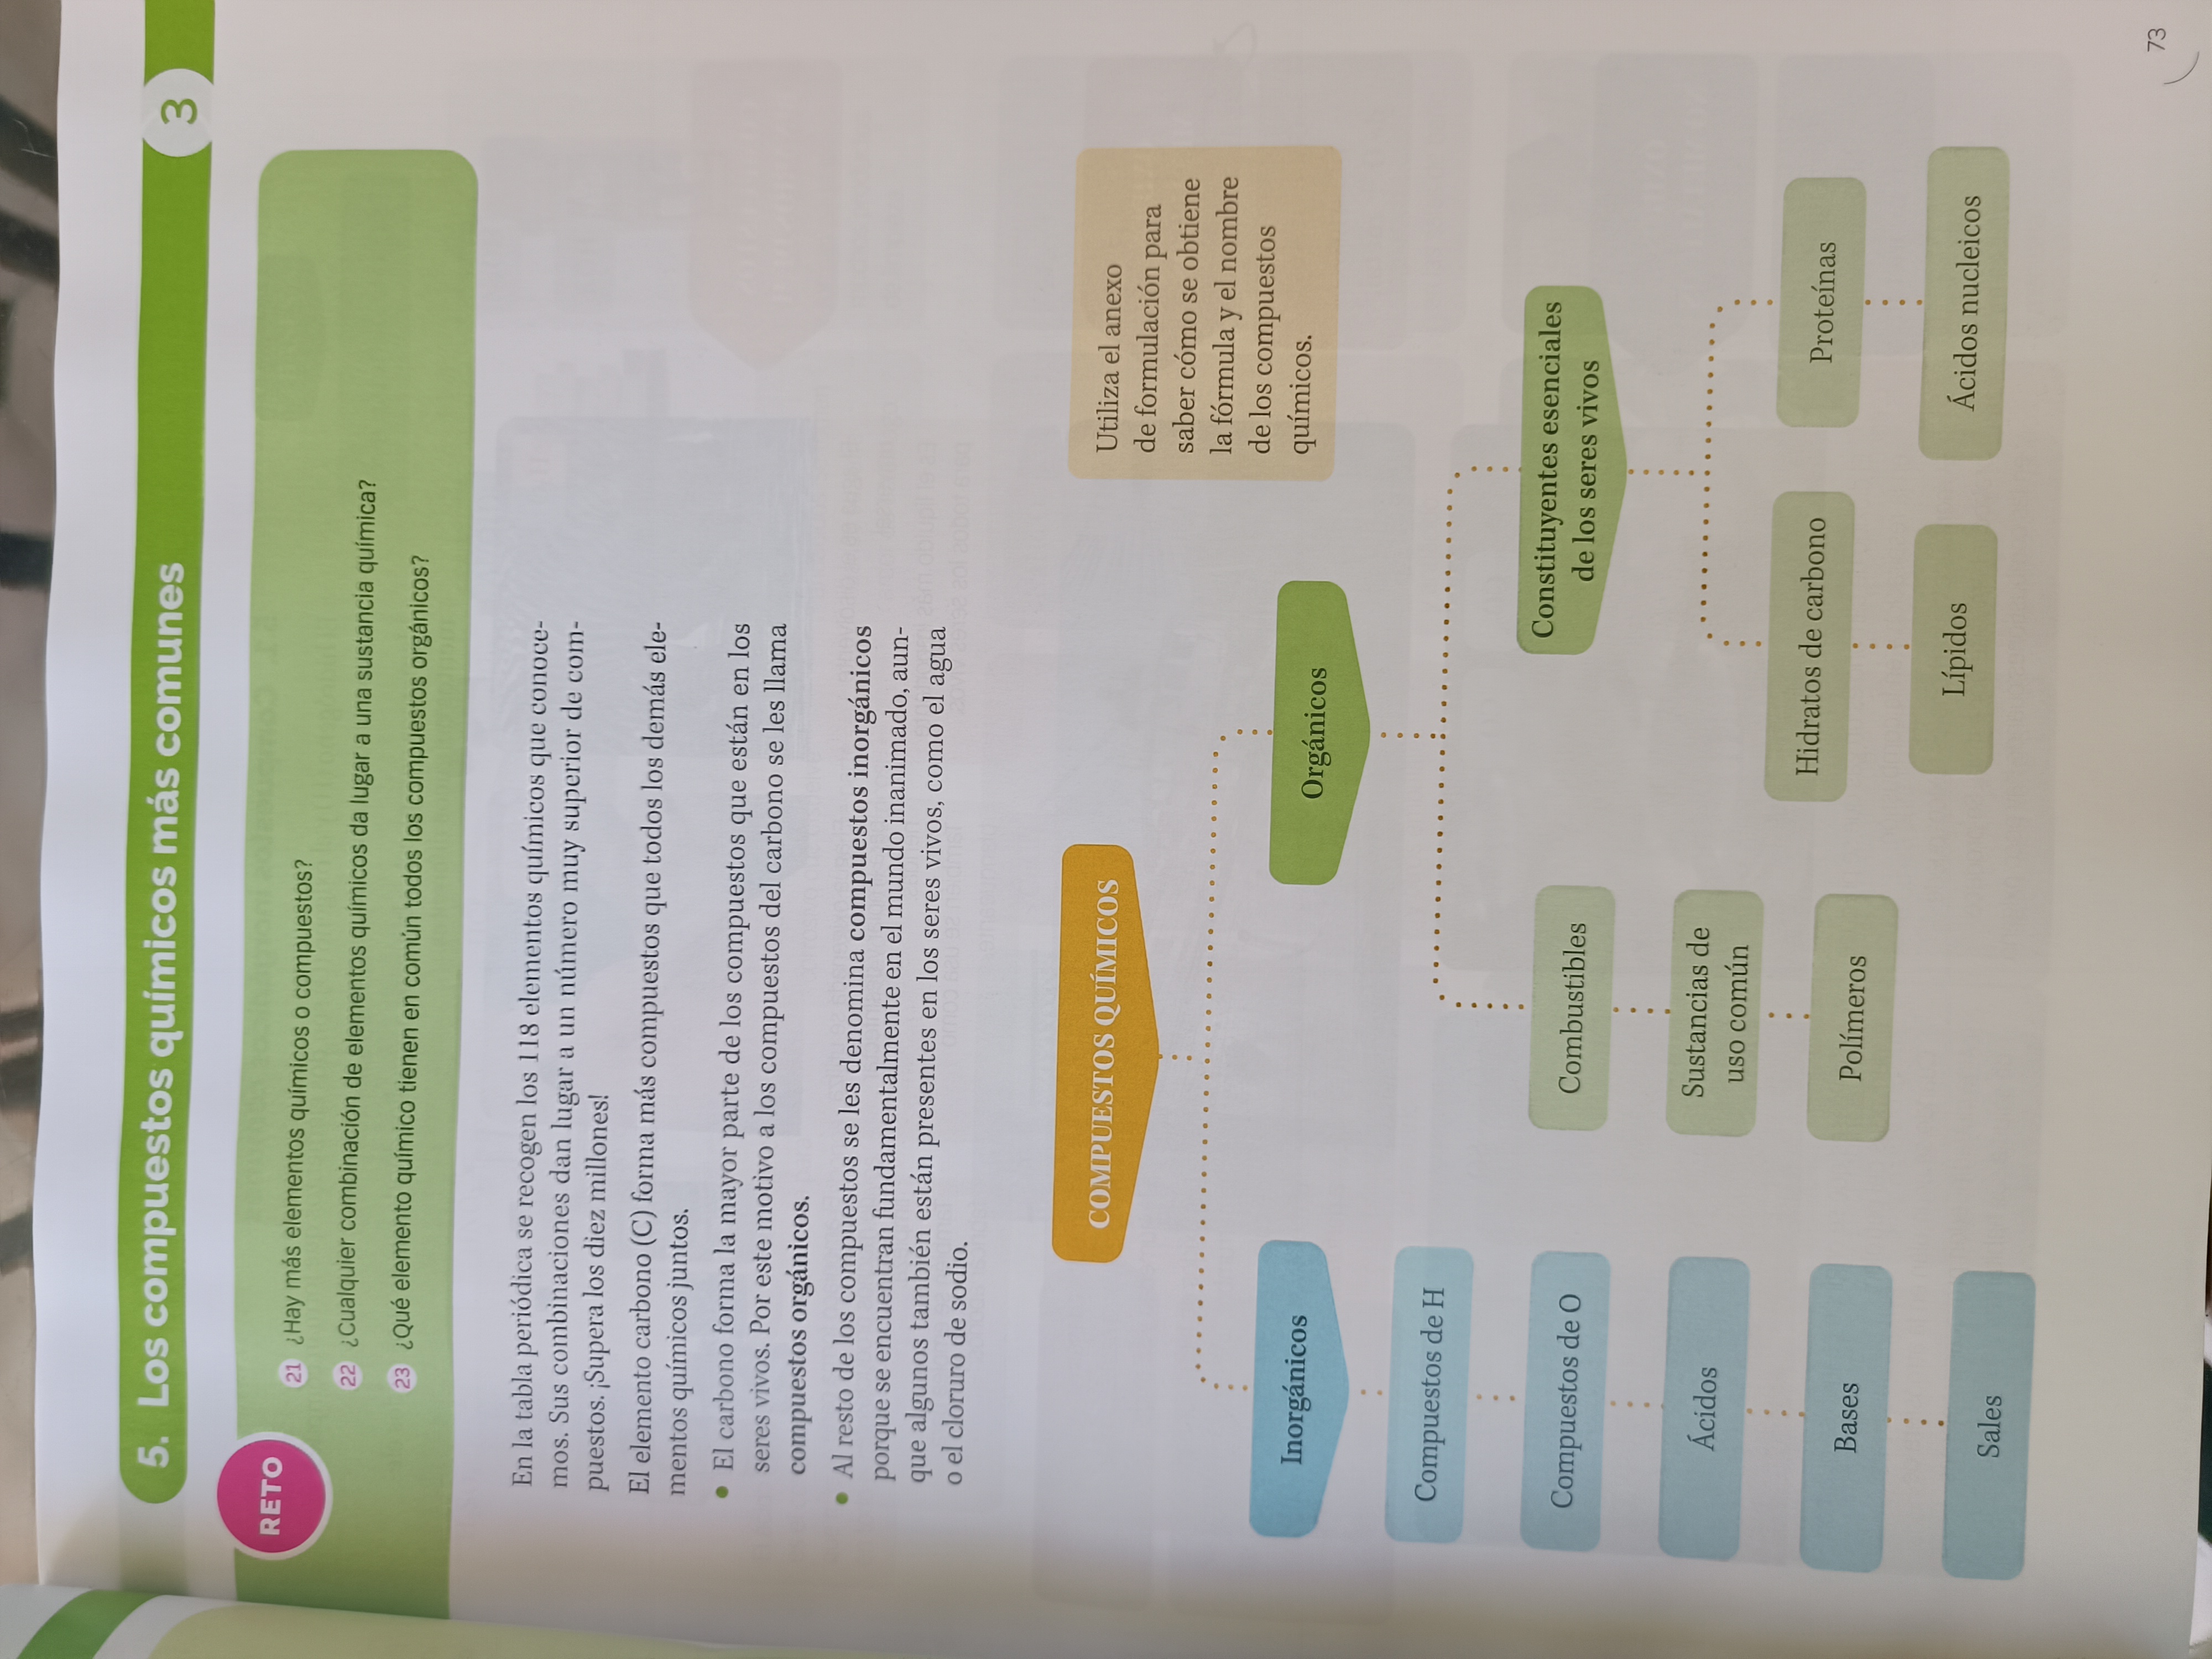 5. Los compuestos químicos más comunes
3
RETO
21 ¿Hay más elementos químicos o compuestos?
22 ¿Cualquier combinación de elementos químicos da lugar a una sustancia química?
23 ¿Qué elemento químico tienen en común todos los compuestos orgánicos?
En la tabla periódica se recogen los 118 elementos químicos que conoce-
mos. Sus combinaciones dan lugar a un número muy superior de com-
puestos. ¡Supera los diez millones!
El elemento carbono (C) forma más compuestos que todos los demás ele-
mentos químicos juntos.
• El carbono forma la mayor parte de los compuestos que están en los
seres vivos. Por este motivo a los compuestos del carbono se les llama
compuestos orgánicos.
• Al resto de los compuestos se les denomina compuestos inorgánicos
porque se encuentran fundamentalmente en el mundo inanimado, aun-
que algunos también están presentes en los seres vivos, como el agua
o el cloruro de sodio.
COMPUESTOS QUÍMICOS
Utiliza el anexo
de formulación para
saber cómo se obtiene
la fórmula y el nombre
de los compuestos
químicos.
Inorgánicos
Orgánicos
Compuestos de H
Compuestos de O
Ácidos
Bases
Sales
Combustibles
Sustancias de
uso común
Polímeros
Constituyentes esenciales
de los seres vivos
Hidratos de carbono
Lípidos
Proteínas
Ácidos nucleicos
73